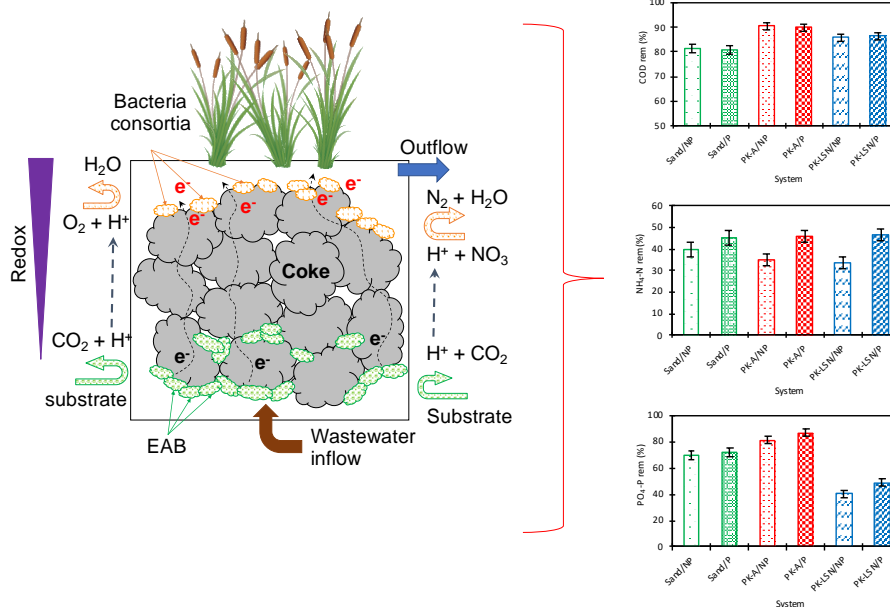 Bacteria
consortia
Outflow
H₂O
e-
e-
e-
e-
e-
N₂ + H₂O
O₂ + H⁺
Redox
Coke
H⁺ + NO₃
CO₂ + H⁺
e-
e-
e-
H⁺ + CO₂
substrate
Substrate
EAB
Wastewater
inflow
COD rem (%)
100
90
80
70
60
50
Sand/NP
Sand/P
PK-A/NP
PK-A/P
PK-LSN/NP
PK-LSN/P
System
NH₄-N rem (%)
60
50
40
30
20
10
0
Sand/NP
Sand/P
PK-A/NP
PK-A/P
PK-LSN/NP
PK-LSN/P
System
PO₄-P rem (%)
100
80
60
40
20
0
Sand/NP
Sand/P
PK-A/NP
PK-A/P
PK-LSN/NP
PK-LSN/P
System